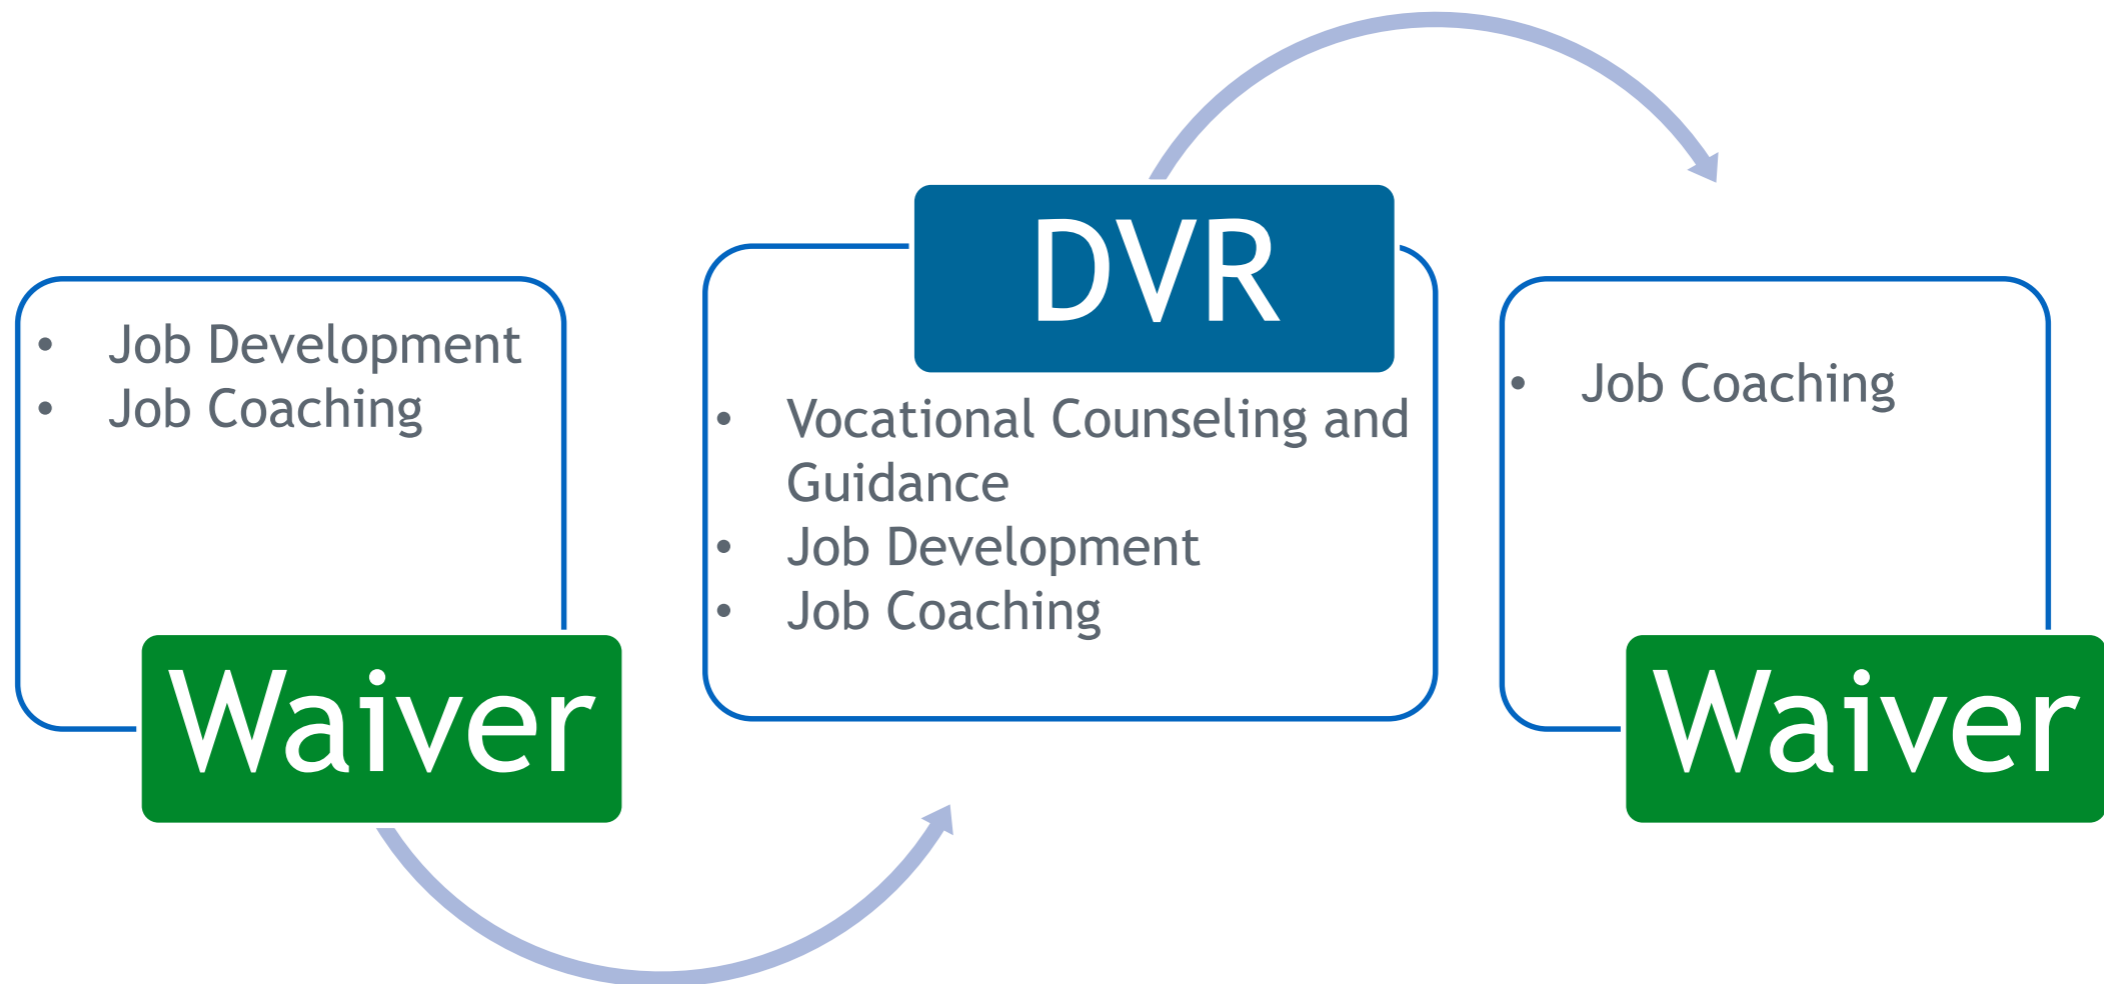 • Job Development
• Job Coaching
Waiver
DVR
• Vocational Counseling and
Guidance
• Job Development
• Job Coaching
• Job Coaching
Waiver